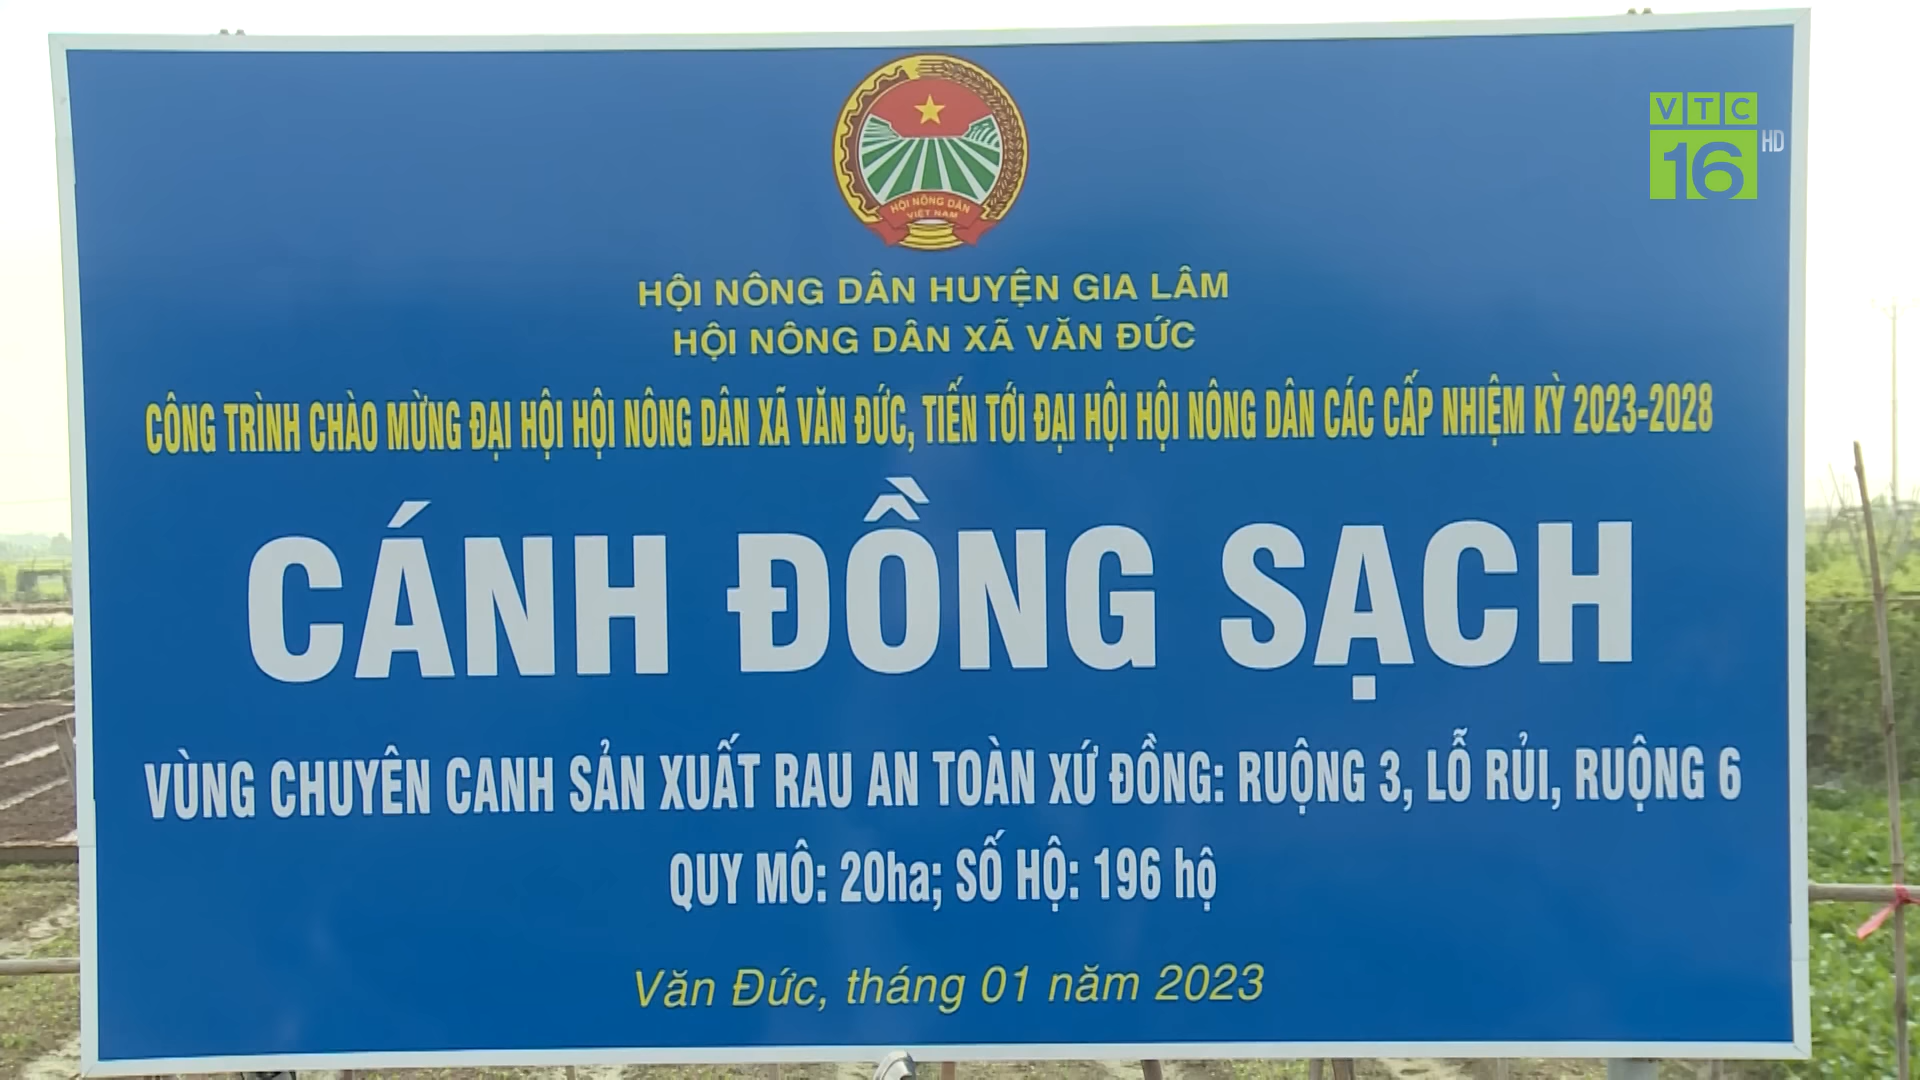 VTC
16 HD
HỘI NÔNG DÂN
VIỆT NAM
HỘI NÔNG DÂN HUYỆN GIA LÂM
HỘI NÔNG DÂN XÃ VĂN ĐỨC
CÔNG TRÌNH CHÀO MỪNG ĐẠI HỘI HỘI NÔNG DÂN XÃ VĂN ĐỨC, TIẾN TỚI ĐẠI HỘI HỘI NÔNG DÂN CÁC CẤP NHIỆM KỲ 2023-2028
CÁNH ĐỒNG SẠCH
VÙNG CHUYÊN CANH SẢN XUẤT RAU AN TOÀN XỨ ĐỒNG: RUỘNG 3, LỖ RỦI, RUỘNG 6
QUY MÔ: 20ha; SỐ HỘ: 196 hộ
Văn Đức, tháng 01 năm 2023